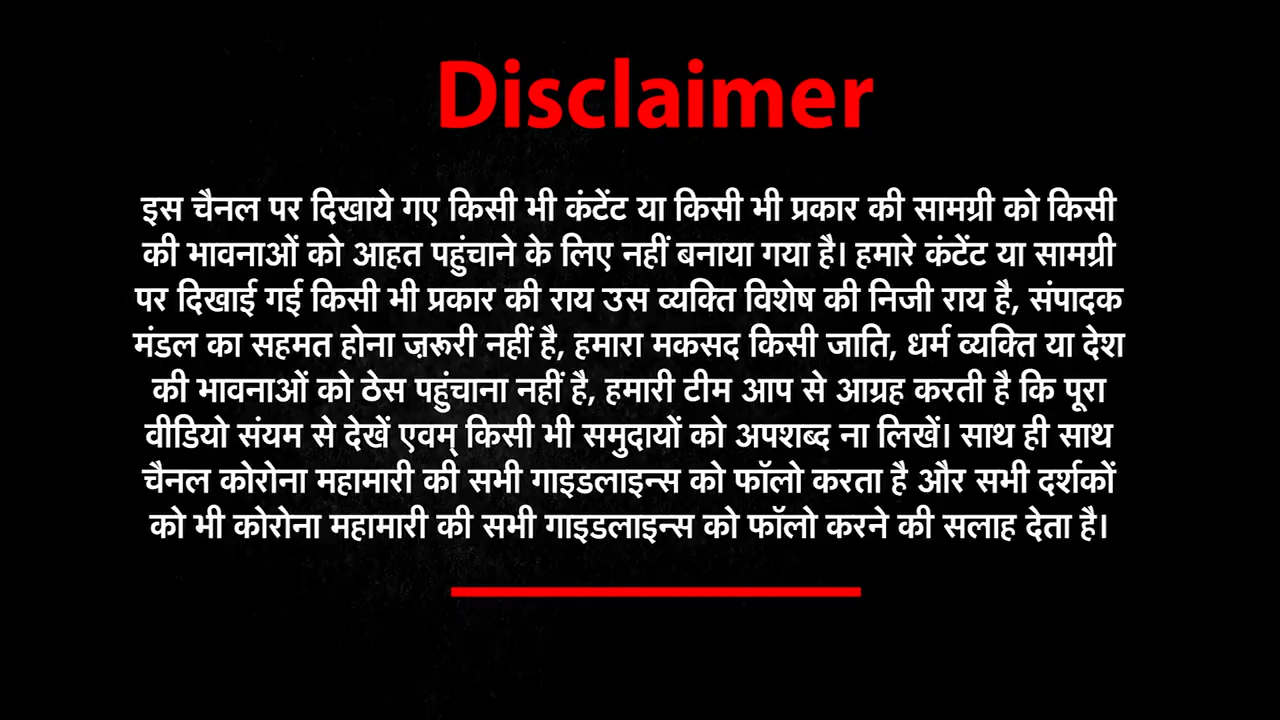 Disclaimer
इस चैनल पर दिखाये गए किसी भी कंटेंट या किसी भी प्रकार की सामग्री को किसी
की भावनाओं को आहत पहुंचाने के लिए नहीं बनाया गया है। हमारे कंटेंट या सामग्री
पर दिखाई गई किसी भी प्रकार की राय उस व्यक्ति विशेष की निजी राय है, संपादक
मंडल का सहमत होना ज़रूरी नहीं है, हमारा मकसद किसी जाति, धर्म व्यक्ति या देश
की भावनाओं को ठेस पहुंचाना नहीं है, हमारी टीम आप से आग्रह करती है कि पूरा
वीडियो संयम से देखें एवम् किसी भी समुदायों को अपशब्द ना लिखें। साथ ही साथ
चैनल कोरोना महामारी की सभी गाइडलाइन्स को फॉलो करता है और सभी दर्शकों
को भी कोरोना महामारी की सभी गाइडलाइन्स को फॉलो करने की सलाह देता है।